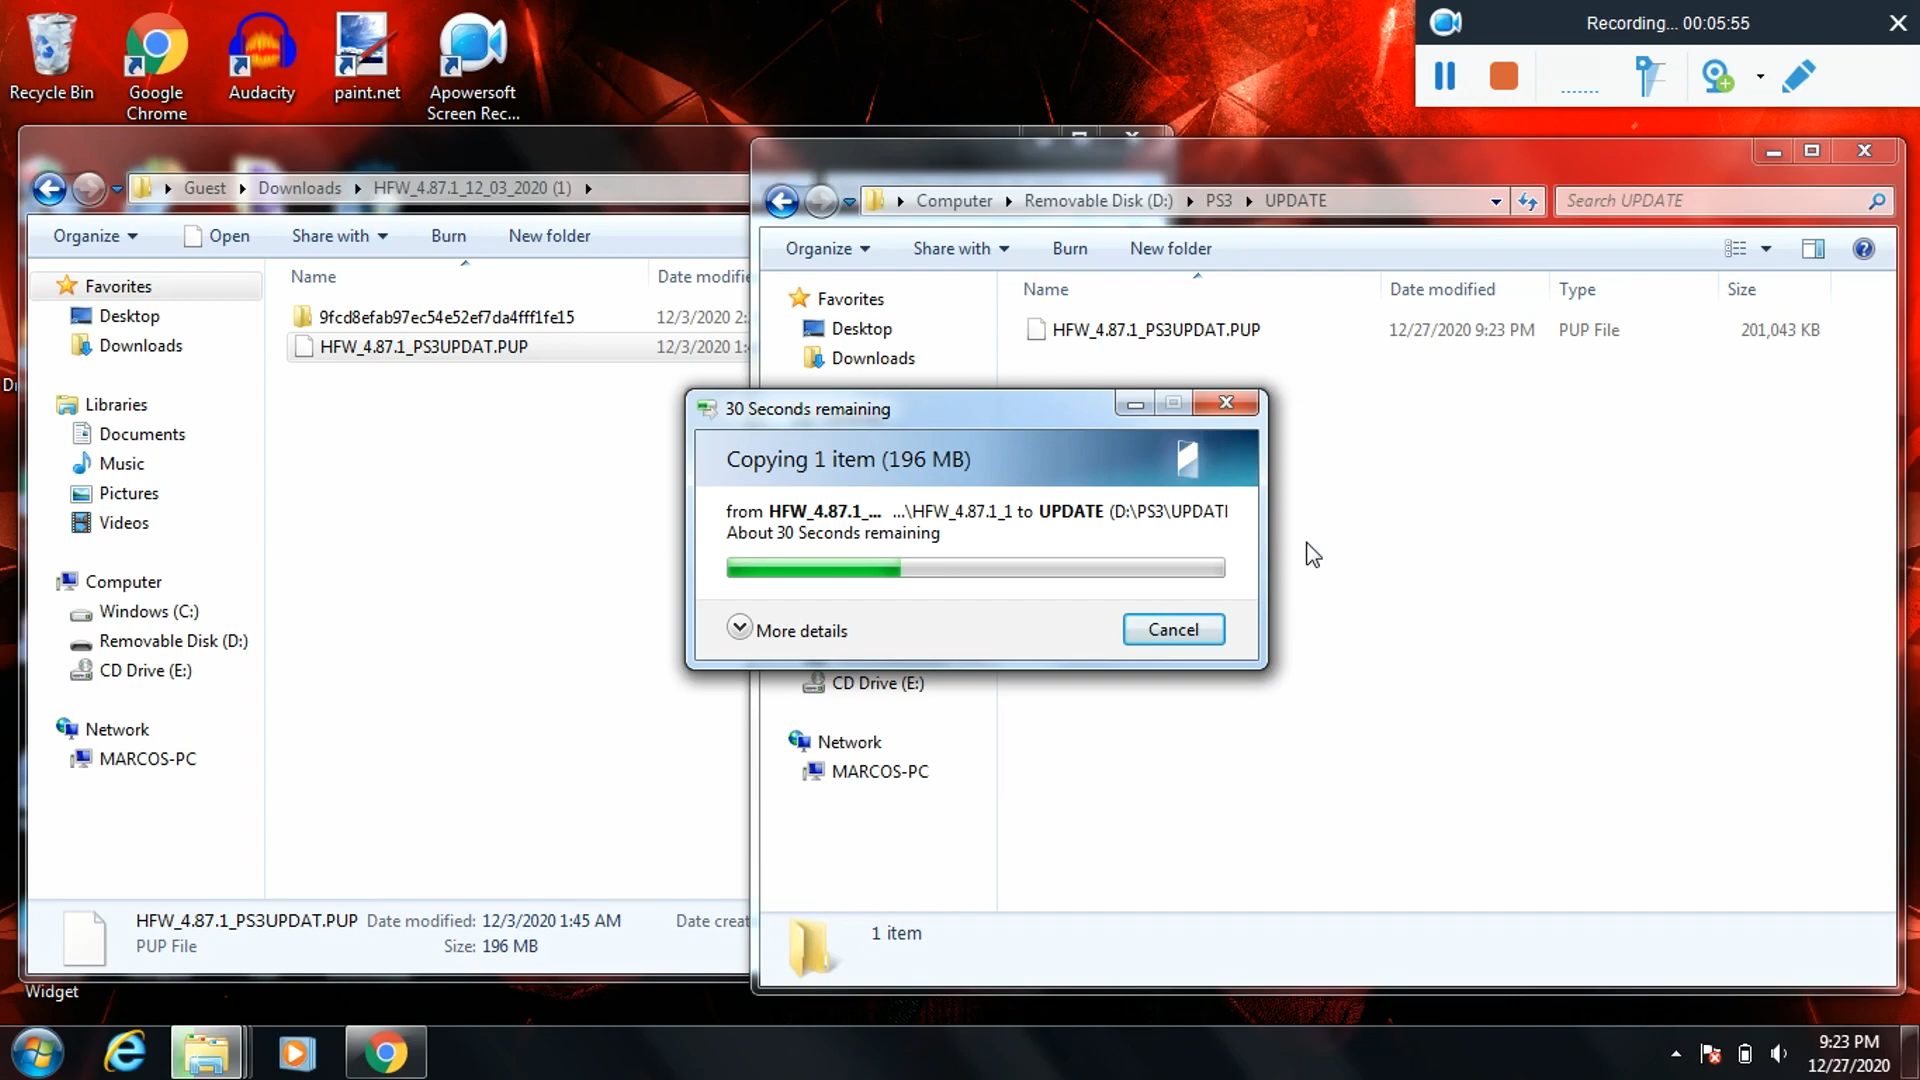 Recording... 00:05:55
Recycle Bin
Google
Chrome
Audacity
paint.net
Apowersoft
Screen Rec...
Guest
Downloads
HFW_4.87.1_12_03_2020 (1)
Organize
Open
Share with
Burn
New folder
Name
Date modifie
Favorites
Desktop
Downloads
Libraries
Documents
Music
Pictures
Videos
Computer
Windows (C:)
Removable Disk (D:)
CD Drive (E:)
Network
MARCOS-PC
9fcd8efab97ec54e52ef7da4fff1fe15
12/3/2020 2:
HFW_4.87.1_PS3UPDAT.PUP
12/3/2020 1:4
HFW_4.87.1_PS3UPDAT.PUP Date modified: 12/3/2020 1:45 AM Date creat
PUP File Size: 196 MB
Computer
Removable Disk (D:)
PS3
UPDATE
Search UPDATE
Organize
Share with
Burn
New folder
Name
Date modified
Type
Size
Favorites
Desktop
Downloads
HFW_4.87.1_PS3UPDAT.PUP
12/27/2020 9:23 PM
PUP File
201,043 KB
CD Drive (E:)
Network
MARCOS-PC
1 item
30 Seconds remaining
Copying 1 item (196 MB)
from HFW_4.87.1_... ...\HFW_4.87.1_1 to UPDATE (D:\PS3\UPDATI
About 30 Seconds remaining
More details
Cancel
Widget
9:23 PM
12/27/2020